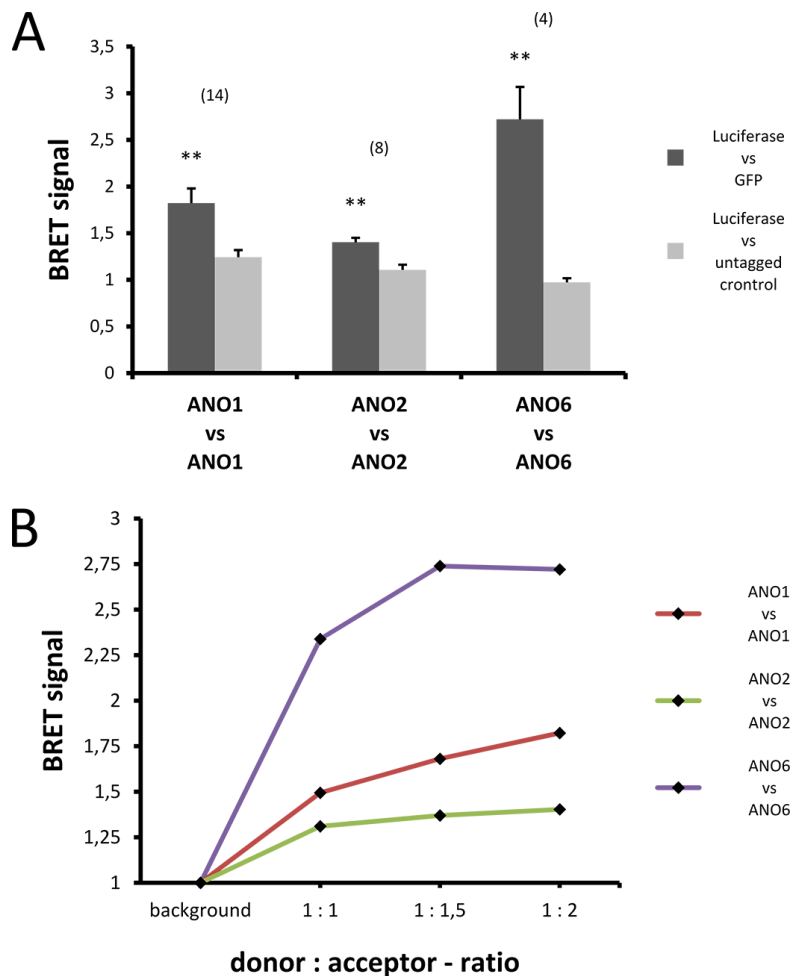 A
3,5
3
2,5
2
1,5
1
0,5
0
BRET signal
(14)
**
(8)
**
(4)
**
ANO1
vs
ANO1
ANO2
vs
ANO2
ANO6
vs
ANO6
Luciferase
vs
GFP
Luciferase
vs
untagged
crontrol
B
3
2,75
2,5
2,25
2
1,75
1,5
1,25
1
BRET signal
background
1 : 1
1 : 1,5
1 : 2
donor : acceptor - ratio
ANO1
vs
ANO1
ANO2
vs
ANO2
ANO6
vs
ANO6